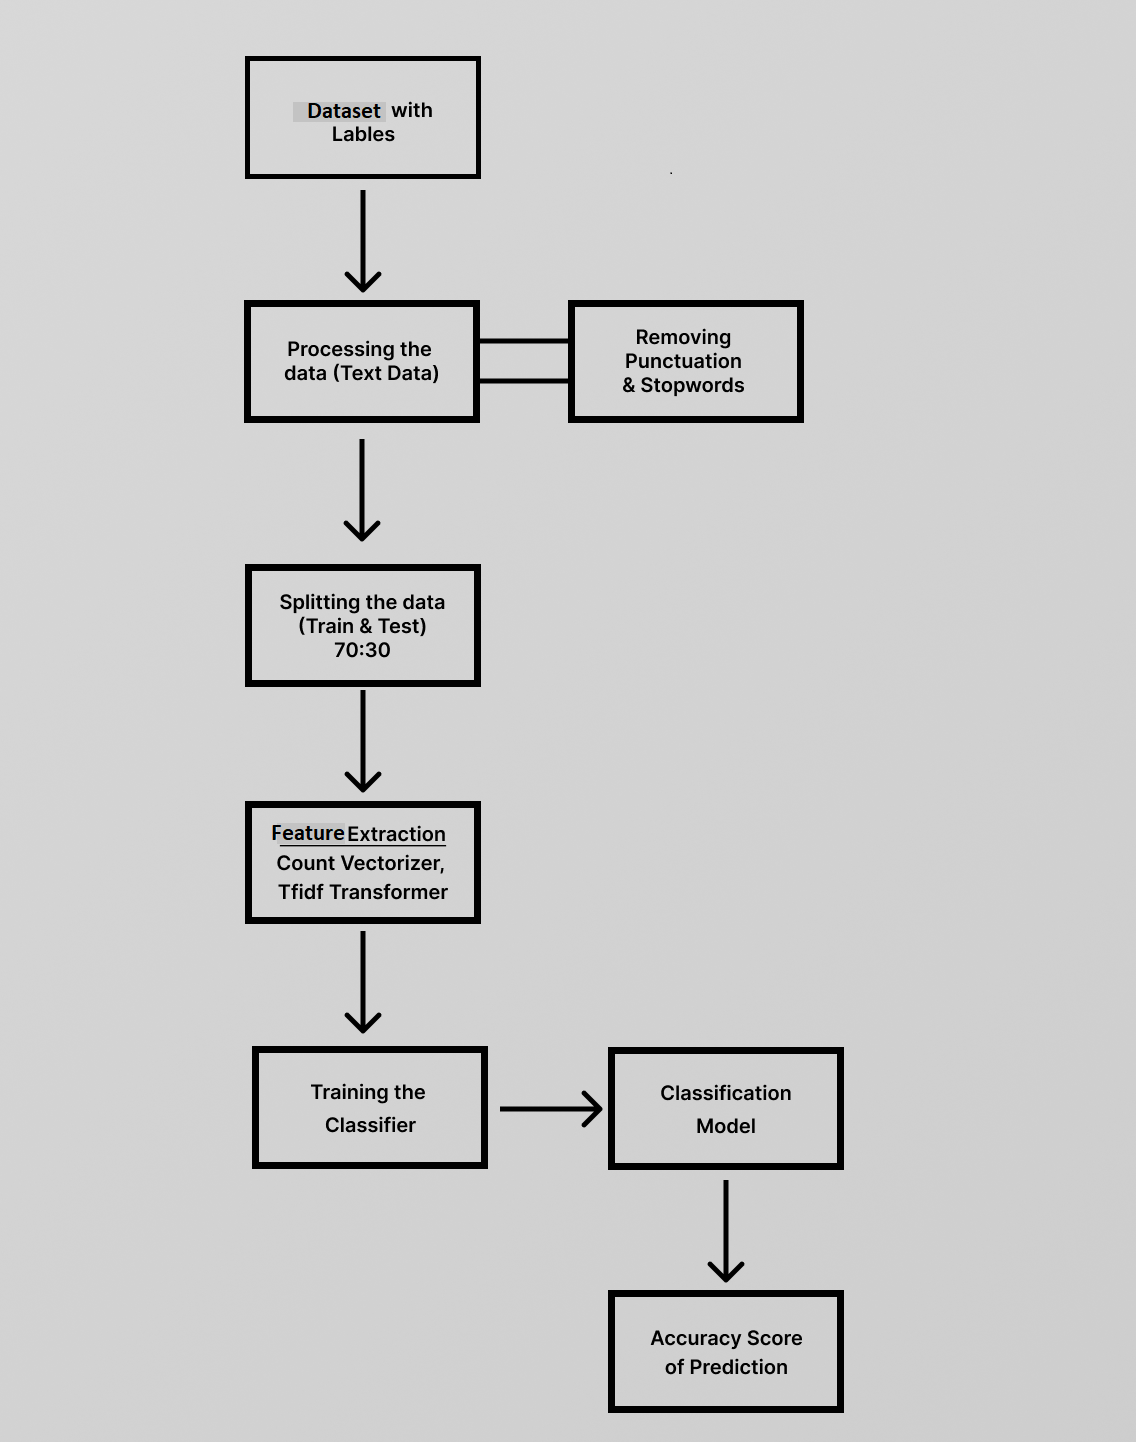 Dataset with
Lables
Processing the
data (Text Data)
Removing
Punctuation
& Stopwords
Splitting the data
(Train & Test)
70:30
Feature Extraction
Count Vectorizer,
Tfidf Transformer
Training the
Classifier
Classification
Model
Accuracy Score
of Prediction